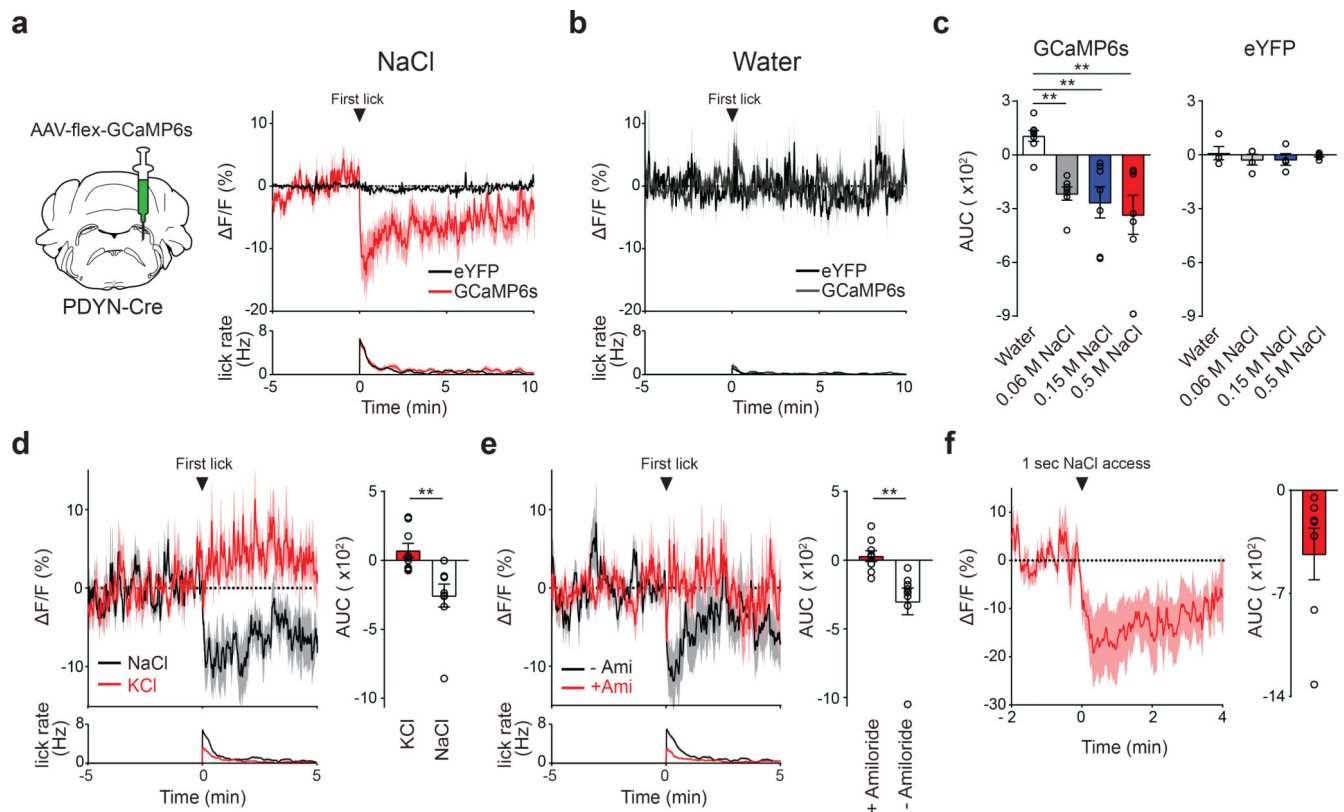 a
NaCl
First lick
AAV-flex-GCaMP6s
PDYN-Cre
10
0
-10
-20
ΔF/F (%)
eYFP
GCaMP6s
8
0
lick rate
(Hz)
-5
0
5
10
Time (min)
b
Water
First lick
10
0
-10
-20
ΔF/F (%)
eYFP
GCaMP6s
8
0
lick rate
(Hz)
-5
0
5
10
Time (min)
c
GCaMP6s
eYFP
**
**
**
3
0
-3
-6
-9
AUC ( x10²)
Water
0.06 M NaCl
0.15 M NaCl
0.5 M NaCl
3
0
-3
-6
-9
Water
0.06 M NaCl
0.15 M NaCl
0.5 M NaCl
d
First lick
10
0
-10
ΔF/F (%)
NaCl
KCl
8
0
lick rate
(Hz)
-5
0
5
Time (min)
**
5
0
-5
-10
AUC ( x10²)
KCl
NaCl
e
First lick
10
0
-10
ΔF/F (%)
- Ami
+Ami
8
0
lick rate
(Hz)
-5
0
5
Time (min)
**
5
0
-5
-10
AUC ( x10²)
+ Amiloride
- Amiloride
f
1 sec NaCl access
10
0
-10
-20
-30
ΔF/F (%)
- 2
0
2
4
Time (min)
0
-7
-14
AUC ( x10²)